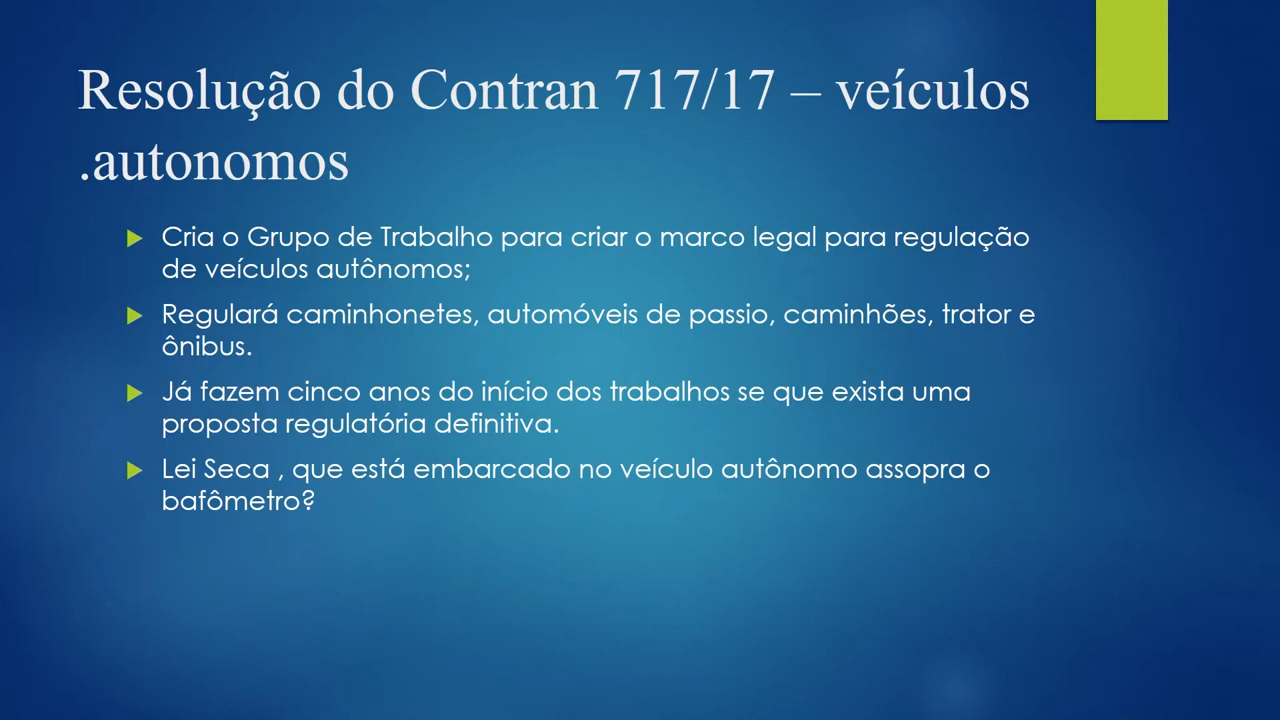 Resolução do Contran 717/17 – veículos
.autonomos
Cria o Grupo de Trabalho para criar o marco legal para regulação
de veículos autônomos;
Regulará caminhonetes, automóveis de passio, caminhões, trator e
ônibus.
Já fazem cinco anos do início dos trabalhos se que exista uma
proposta regulatória definitiva.
Lei Seca , que está embarcado no veículo autônomo assopra o
bafômetro?